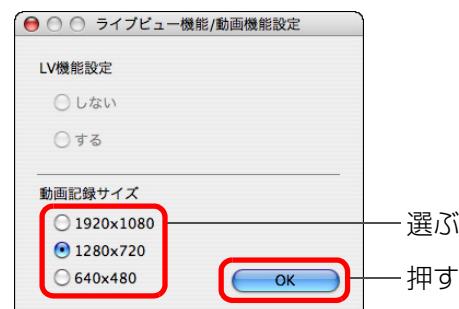 ライブビュー機能/動画機能設定
LV機能設定
しない
する
動画記録サイズ
1920x1080
選ぶ
1280x720
640x480
OK
押す